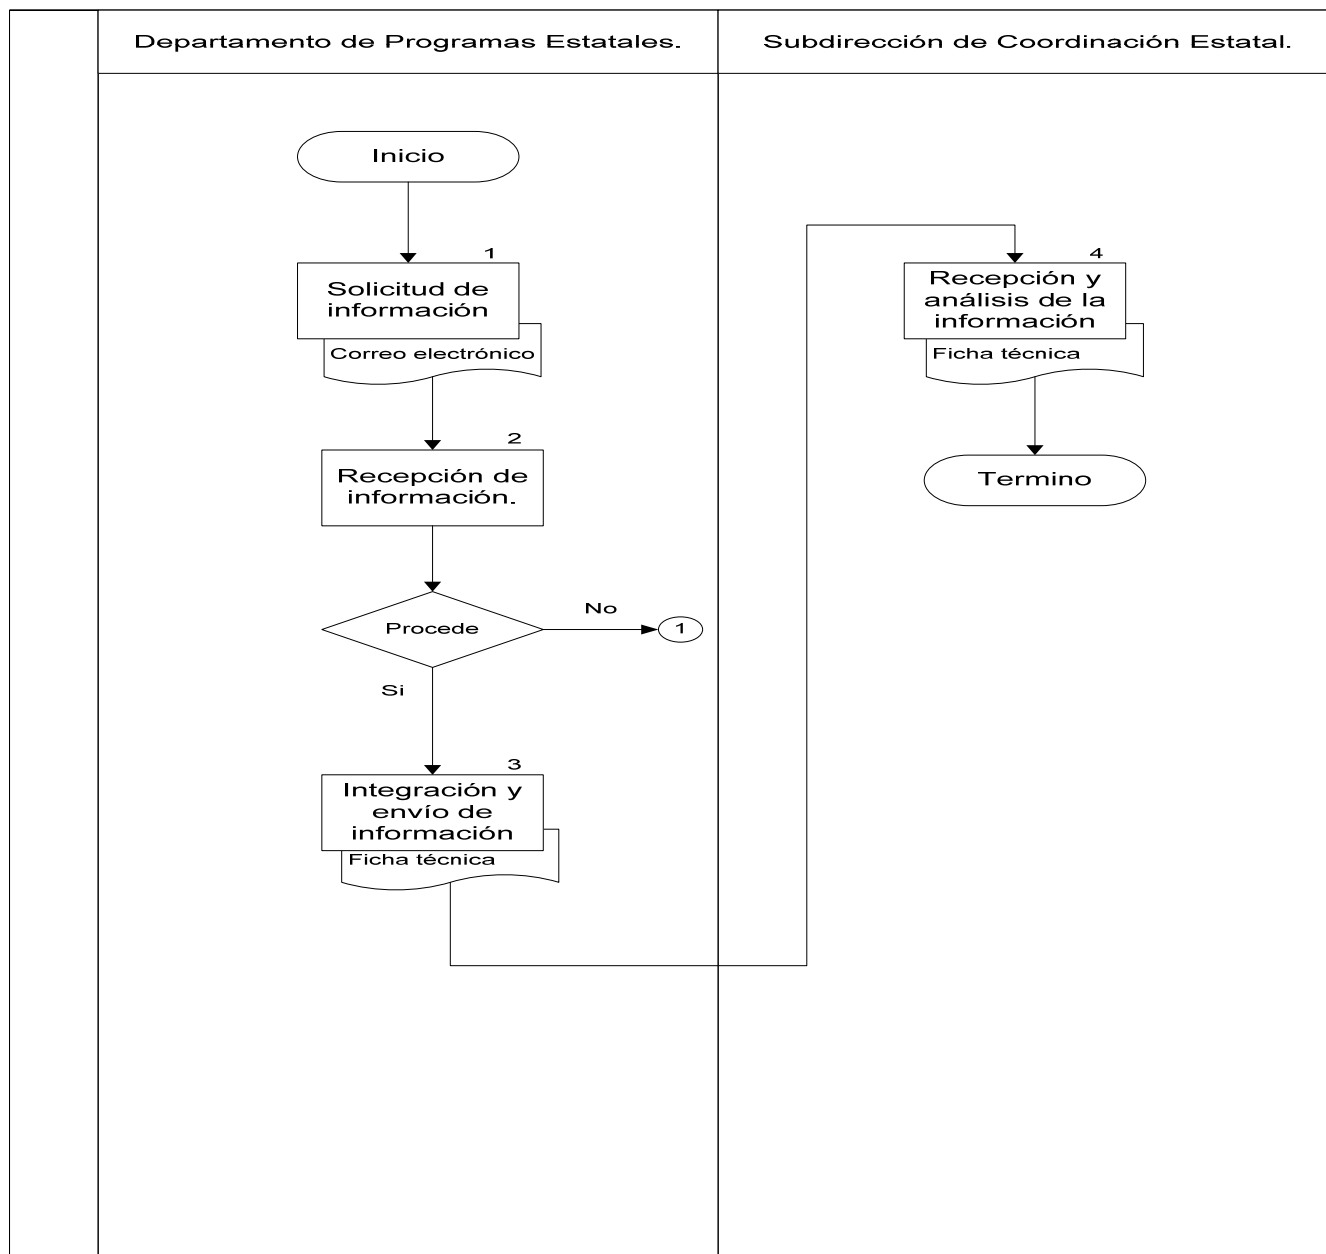 Departamento de Programas Estatales.
Subdirección de Coordinación Estatal.
Inicio
1
Solicitud de
información
Correo electrónico
2
Recepción de
información.
Procede
No
1
Si
3
Integración y
envío de
información
Ficha técnica
4
Recepción y
análisis de la
información
Ficha técnica
Termino